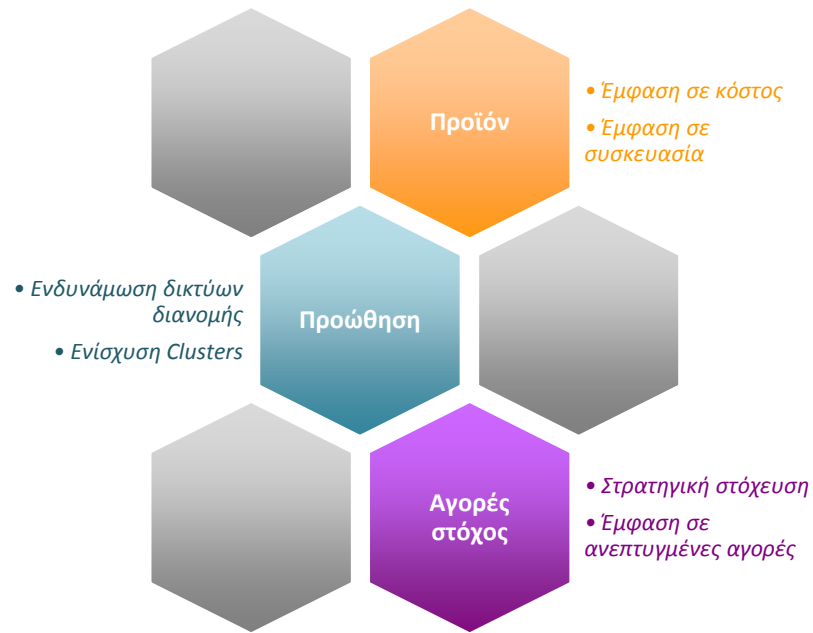 Προϊόν
• Έμφαση σε κόστος
• Έμφαση σε
συσκευασία
• Ενδυνάμωση δικτύων
διανομής
• Ενίσχυση Clusters
Προώθηση
Αγορές
στόχος
• Στρατηγική στόχευση
• Έμφαση σε
ανεπτυγμένες αγορές